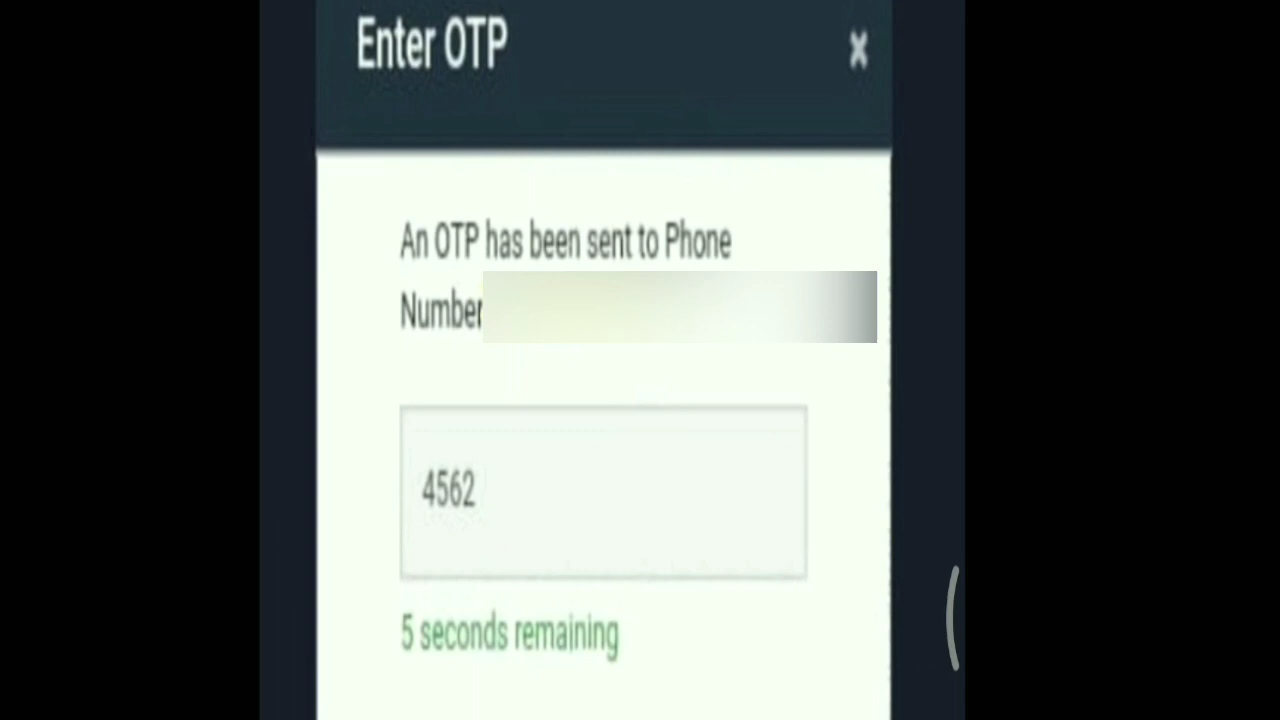 Enter OTP
×
An OTP has been sent to Phone
Number
4562
5 seconds remaining